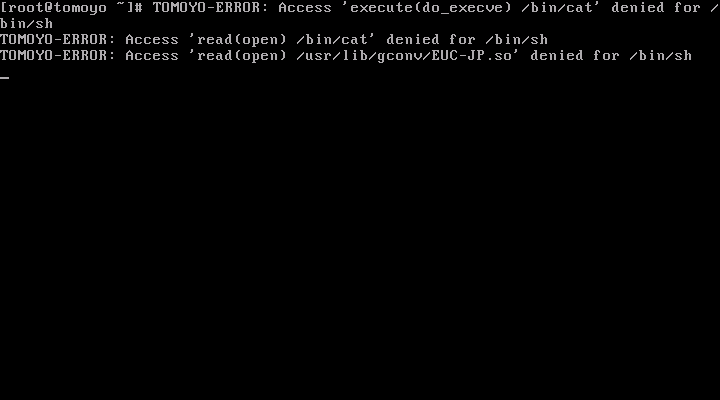 [root@tomoyo ~]# TOMOYO-ERROR: Access 'execute(do_execve) /bin/cat' denied for /
bin/sh
TOMOYO-ERROR: Access 'read(open) /bin/cat' denied for /bin/sh
TOMOYO-ERROR: Access 'read(open) /usr/lib/gconv/EUC-JP.so' denied for /bin/sh
_